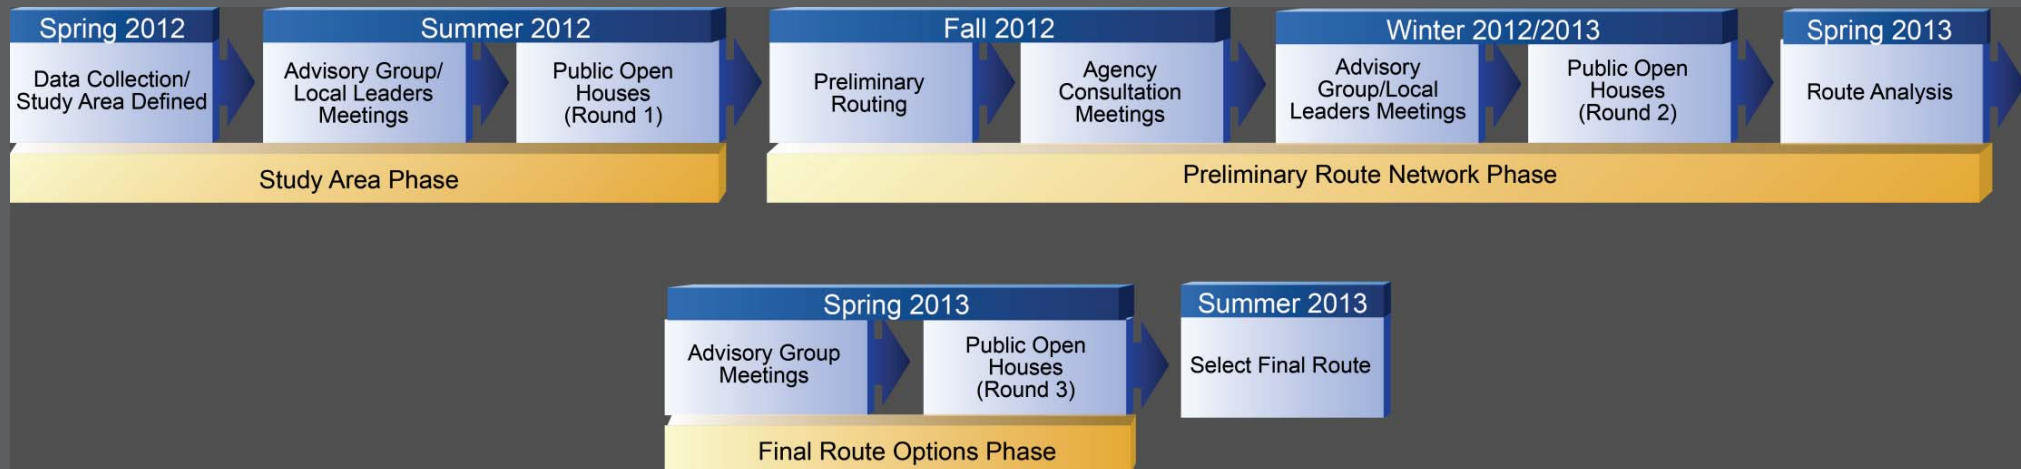 Spring 2012
Data Collection/
Study Area Defined
Summer 2012
Advisory Group/
Local Leaders
Meetings
Public Open
Houses
(Round 1)
Study Area Phase
Fall 2012
Preliminary
Routing
Agency
Consultation
Meetings
Winter 2012/2013
Advisory
Group/Local
Leaders Meetings
Public Open
Houses
(Round 2)
Spring 2013
Route Analysis
Preliminary Route Network Phase
Spring 2013
Advisory Group
Meetings
Public Open
Houses
(Round 3)
Final Route Options Phase
Summer 2013
Select Final Route